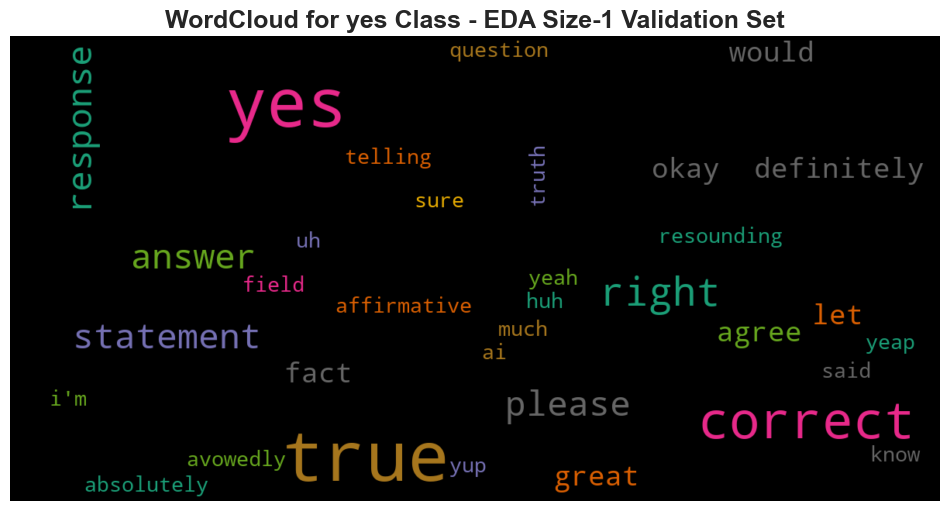 WordCloud for yes Class - EDA Size-1 Validation Set
question
would
response
yes
telling
truth
okay
definitely
sure
uh
resounding
answer
field
yeah
right
huh
affirmative
let
statement
much
agree
yeap
ai
fact
said
i'm
please
correct
true
know
avowedly
yup
great
absolutely